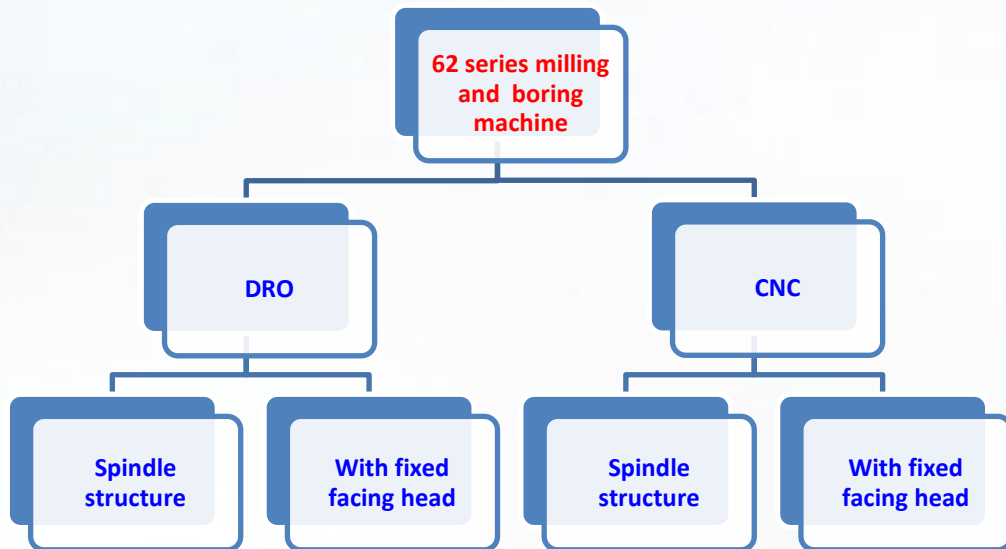 62 series milling
and boring
machine
DRO
CNC
Spindle
structure
With fixed
facing head
Spindle
structure
With fixed
facing head